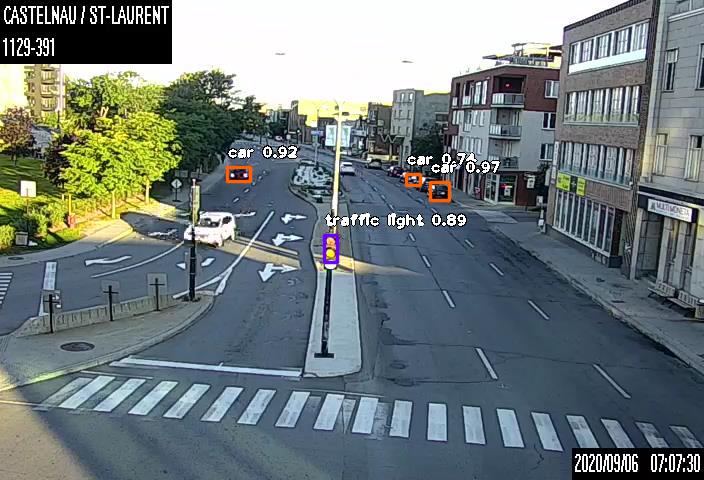 CASTELNAU / ST-LAURENT
1129-391
car 0.92
car 0.74
car 0.97
traffic light 0.89
2020/09/06 07:07:30